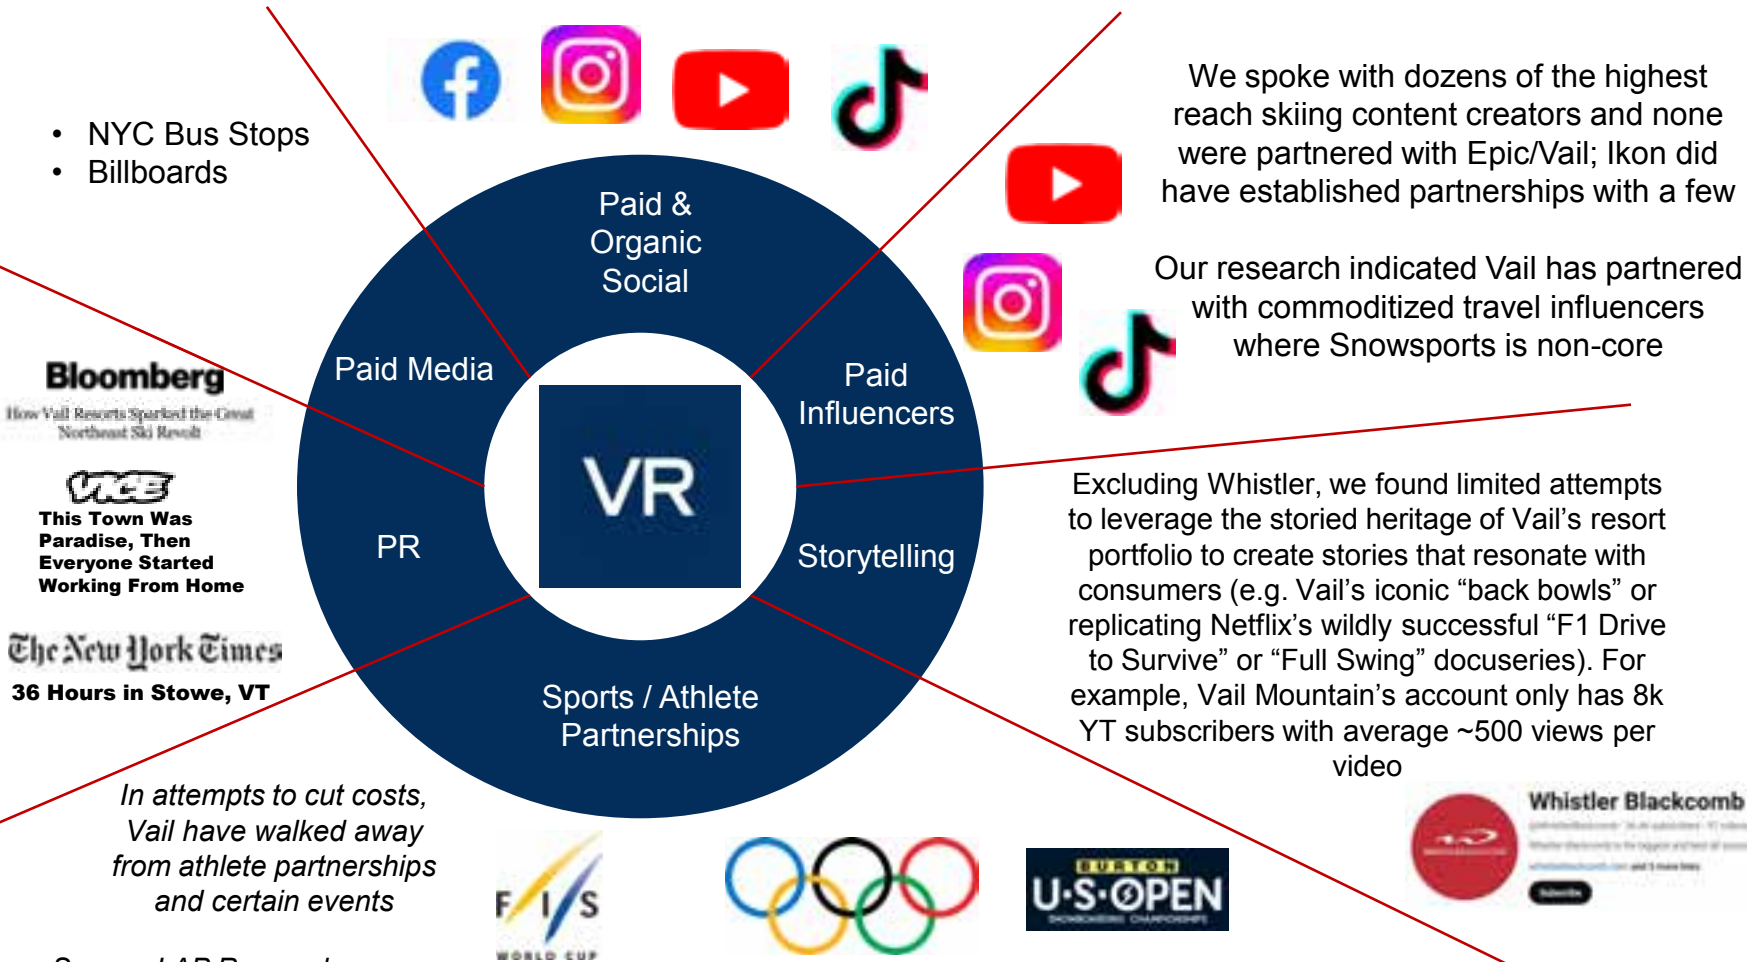 • NYC Bus Stops
• Billboards
Paid &
Organic
Social
We spoke with dozens of the highest
reach skiing content creators and none
were partnered with Epic/Vail; Ikon did
have established partnerships with a few
Our research indicated Vail has partnered
with commoditized travel influencers
where Snowsports is non-core
Paid Media
Paid
Influencers
Bloomberg
How Vail Resorts Sparked the Great
Northeast Ski Revolt
VICE
This Town Was
Paradise, Then
Everyone Started
Working From Home
The New York Times
36 Hours in Stowe, VT
PR
VR
Storytelling
Excluding Whistler, we found limited attempts
to leverage the storied heritage of Vail’s resort
portfolio to create stories that resonate with
consumers (e.g. Vail’s iconic “back bowls” or
replicating Netflix’s wildly successful “F1 Drive
to Survive” or “Full Swing” docuseries). For
example, Vail Mountain’s account only has 8k
YT subscribers with average ~500 views per
video
Sports / Athlete
Partnerships
In attempts to cut costs,
Vail have walked away
from athlete partnerships
and certain events
FIS
WORLD CUP
BURTON
U·S·OPEN
SNOWBOARDING CHAMPIONSHIPS
Whistler Blackcomb
and 5 more links
Subscribe